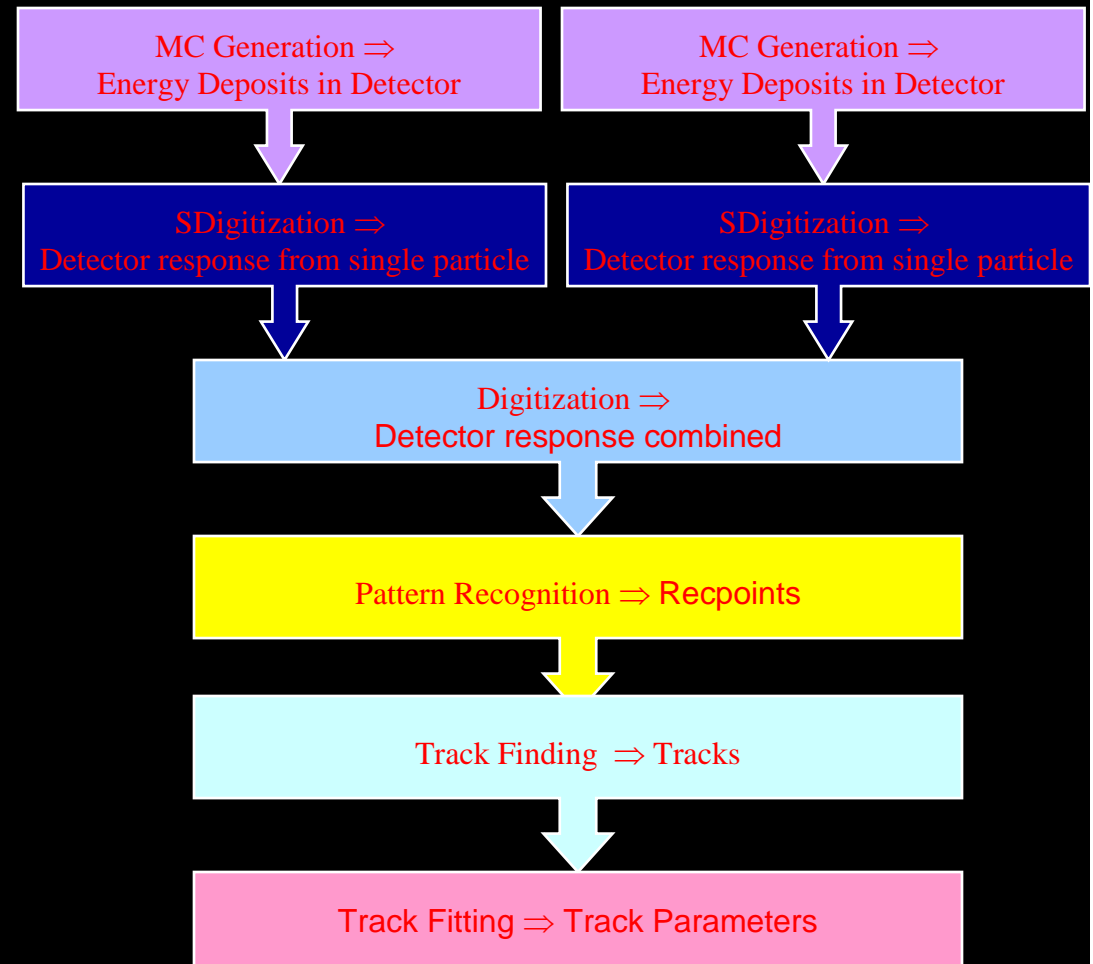 MC Generation ⇒
Energy Deposits in Detector
MC Generation ⇒
Energy Deposits in Detector
SDigitization ⇒
Detector response from single particle
SDigitization ⇒
Detector response from single particle
Digitization ⇒
Detector response combined
Pattern Recognition ⇒ Recpoints
Track Finding ⇒ Tracks
Track Fitting ⇒ Track Parameters